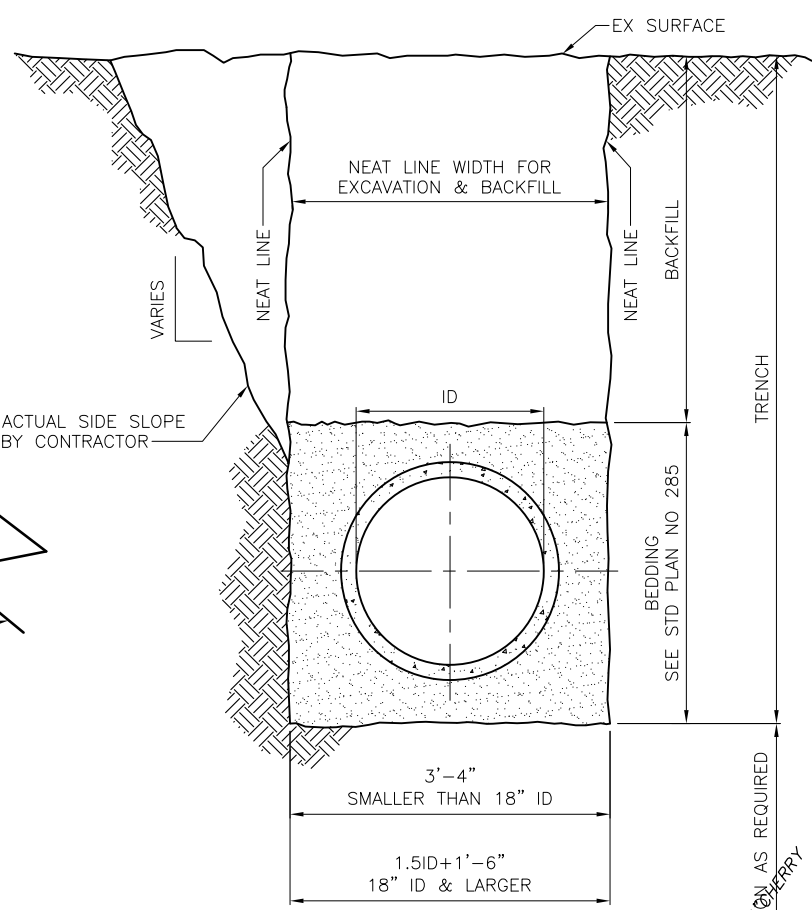 EX SURFACE
NEAT LINE WIDTH FOR
EXCAVATION & BACKFILL
NEAT LINE
NEAT LINE
BACKFILL
VARIES
TRENCH
ID
ACTUAL SIDE SLOPE
BY CONTRACTOR
BEDDING
SEE STD PLAN NO 285
3'-4"
SMALLER THAN 18" ID
1.5ID+1'-6"
18" ID & LARGER
AS REQUIRED
CHERRY